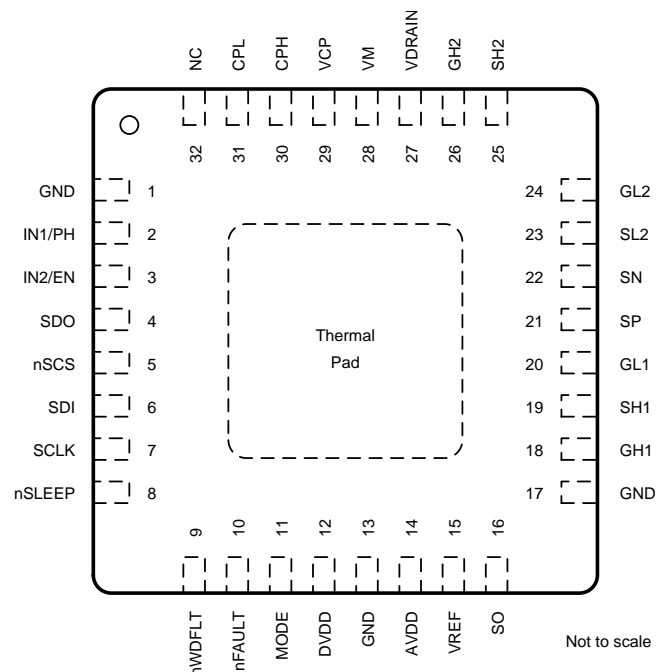 NC CPL CPH VCP VM VDRAIN GH2 SH2
32 31 30 29 28 27 26 25
GND 1 24 GL2
IN1/PH 2 23 SL2
IN2/EN 3 22 SN
SDO 4 21 SP
Thermal
Pad
nSCS 5 20 GL1
SDI 6 19 SH1
SCLK 7 18 GH1
nSLEEP 8 17 GND
9 10 11 12 13 14 15 16
nWDFLT nFAULT MODE DVDD GND AVDD VREF SO
Not to scale